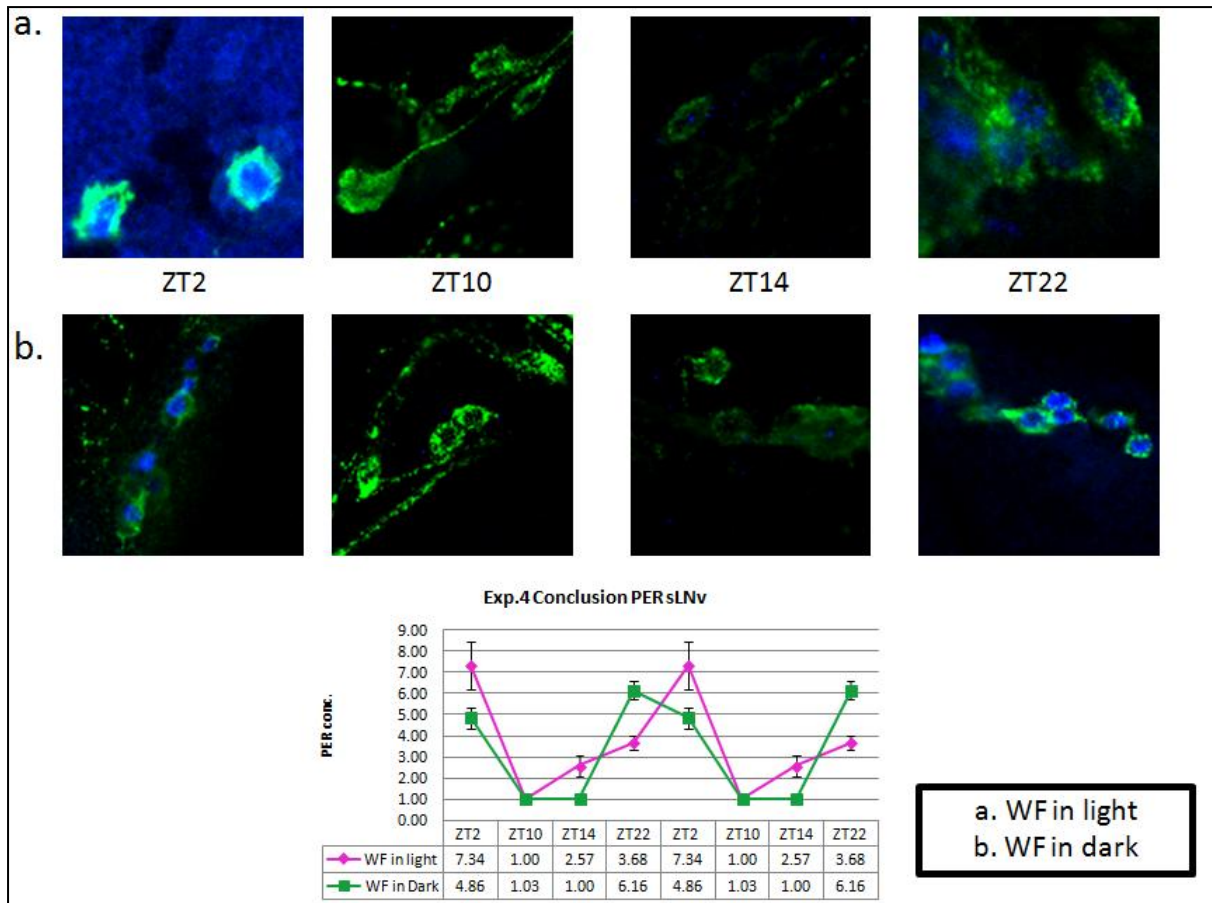 a.
ZT2 ZT10 ZT14 ZT22
b.
Exp.4 Conclusion PER sLNv
9.00
8.00
7.00
6.00
5.00
4.00
3.00
2.00
1.00
0.00
PER conc.
ZT2 ZT10 ZT14 ZT22 ZT2 ZT10 ZT14 ZT22
WF in light 7.34 1.00 2.57 3.68 7.34 1.00 2.57 3.68
WF in Dark 4.86 1.03 1.00 6.16 4.86 1.03 1.00 6.16
a. WF in light
b. WF in dark